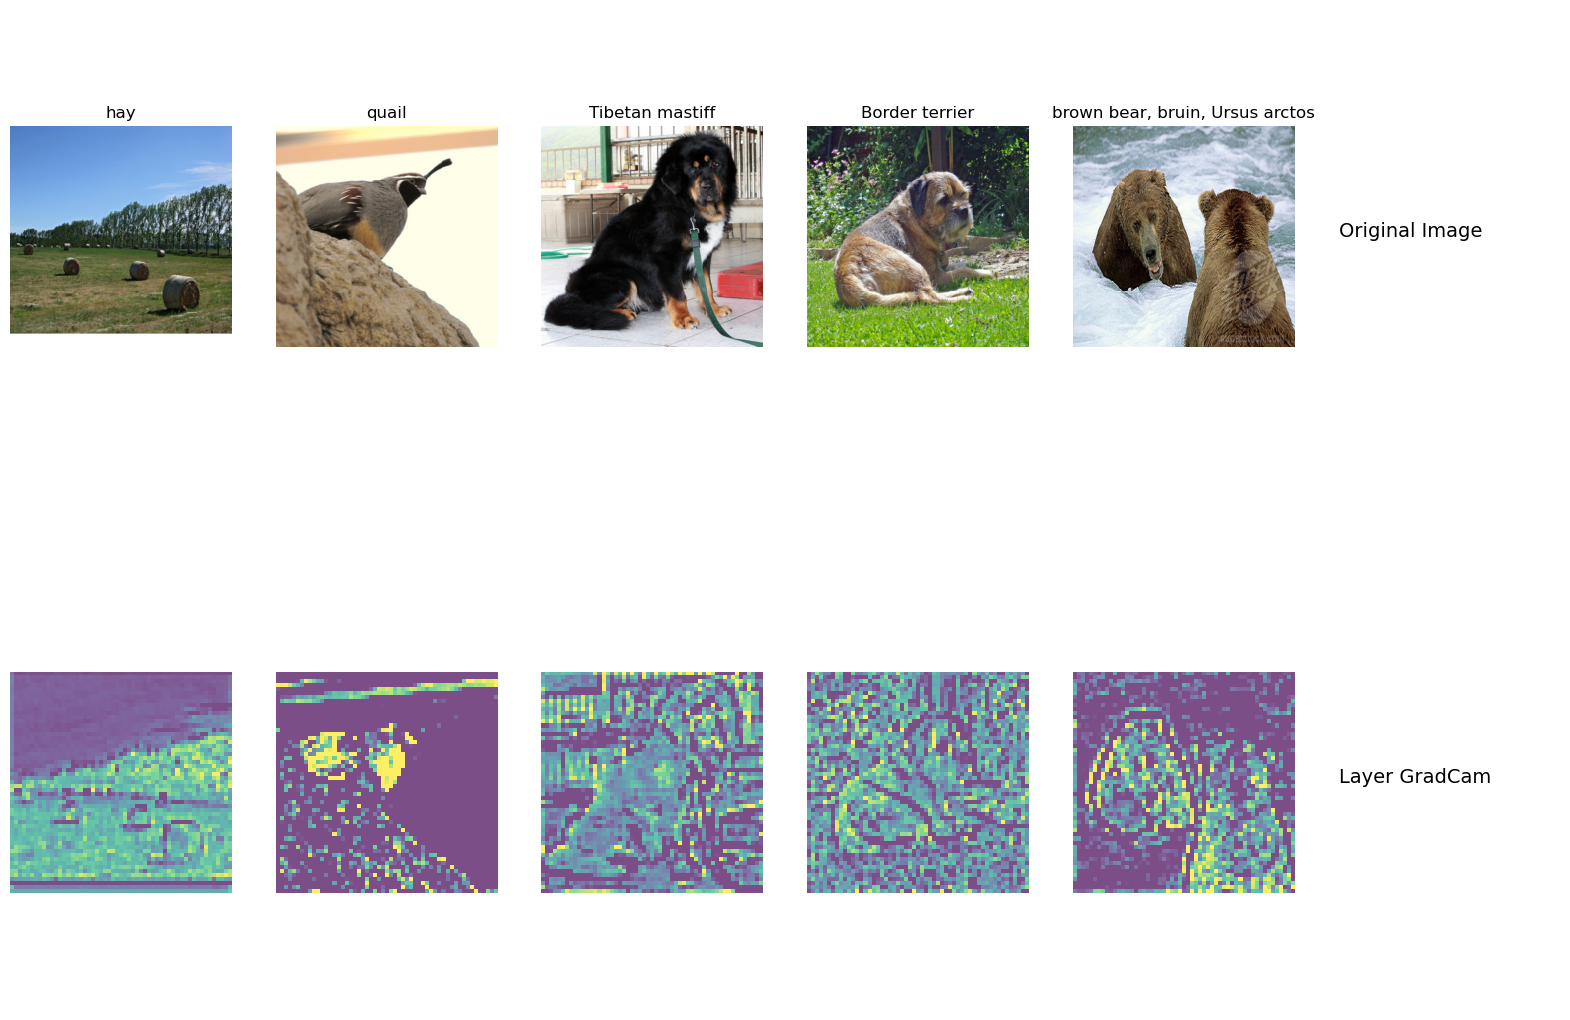 hay
quail
Tibetan mastiff
Border terrier
brown bear, bruin, Ursus arctos
Original Image
Layer GradCam